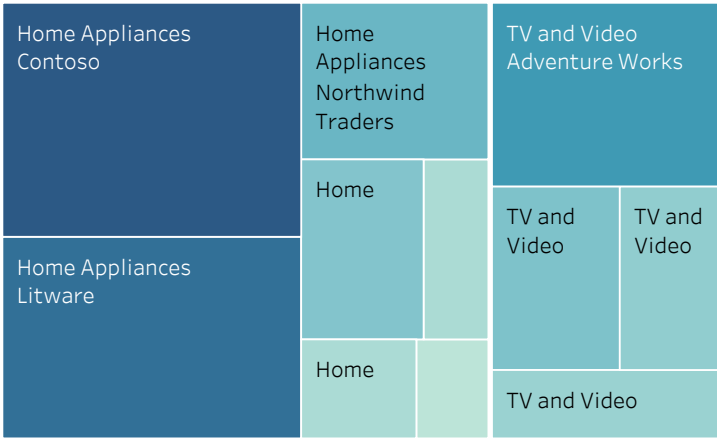 Home Appliances
Contoso
Home Appliances
Litware
Home
Appliances
Northwind
Traders
Home
Home
TV and Video
Adventure Works
TV and
Video
TV and
Video
TV and Video